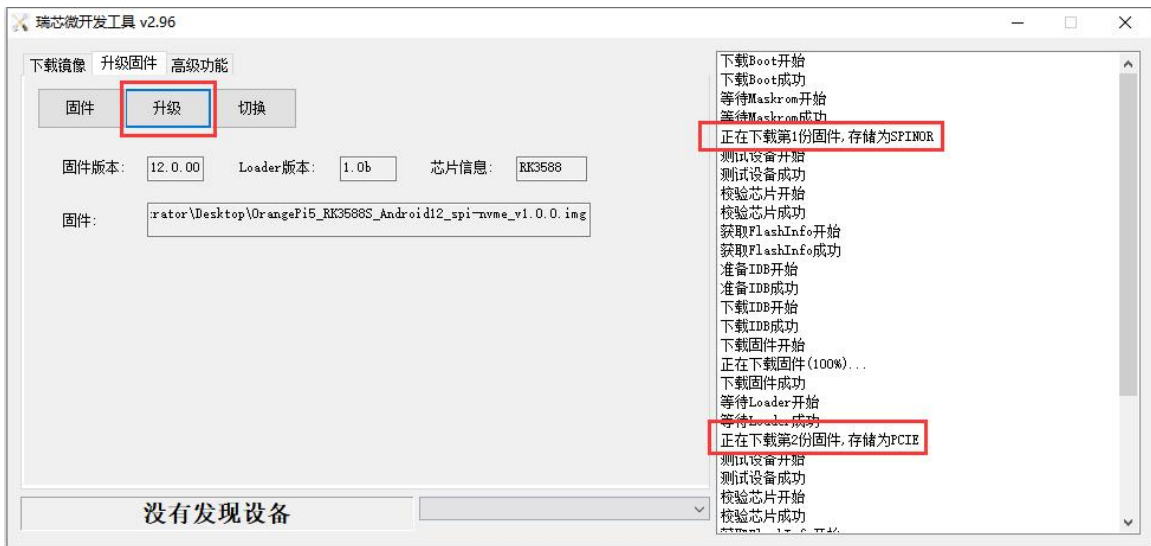 瑞芯微开发工具 v2.96
下载镜像 升级固件 高级功能
固件 升级 切换
固件版本: 12.0.00 Loader版本: 1.0b 芯片信息: RK3588
固件: :rator\Desktop\OrangePi5_RK3588S_Android12_spi-nvme_v1.0.0.img
没有发现设备
下载Boot开始
下载Boot成功
等待Maskrom开始
等待Maskrom成功
正在下载第1份固件,存储为SPINOR
测试设备开始
测试设备成功
校验芯片开始
校验芯片成功
获取FlashInfo开始
获取FlashInfo成功
准备IDB开始
准备IDB成功
下载IDB开始
下载IDB成功
下载固件开始
正在下载固件(100%)...
下载固件成功
等待Loader开始
等待Loader成功
正在下载第2份固件,存储为PCIE
测试设备开始
测试设备成功
校验芯片开始
校验芯片成功